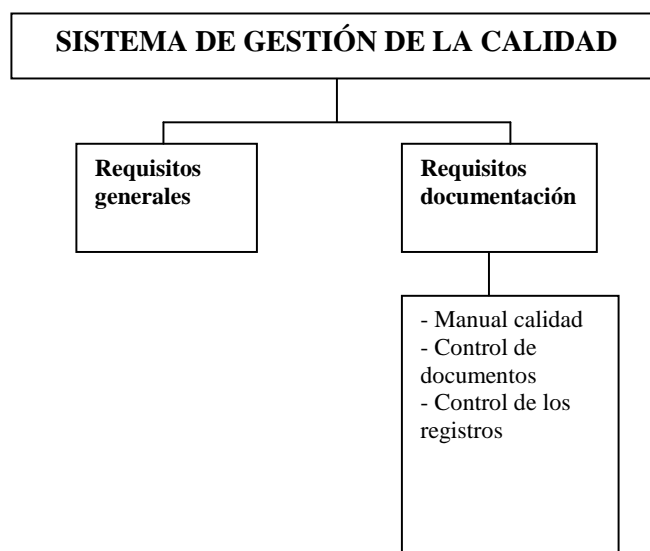 SISTEMA DE GESTIÓN DE LA CALIDAD
Requisitos
generales
Requisitos
documentación
- Manual calidad
- Control de
documentos
- Control de los
registros